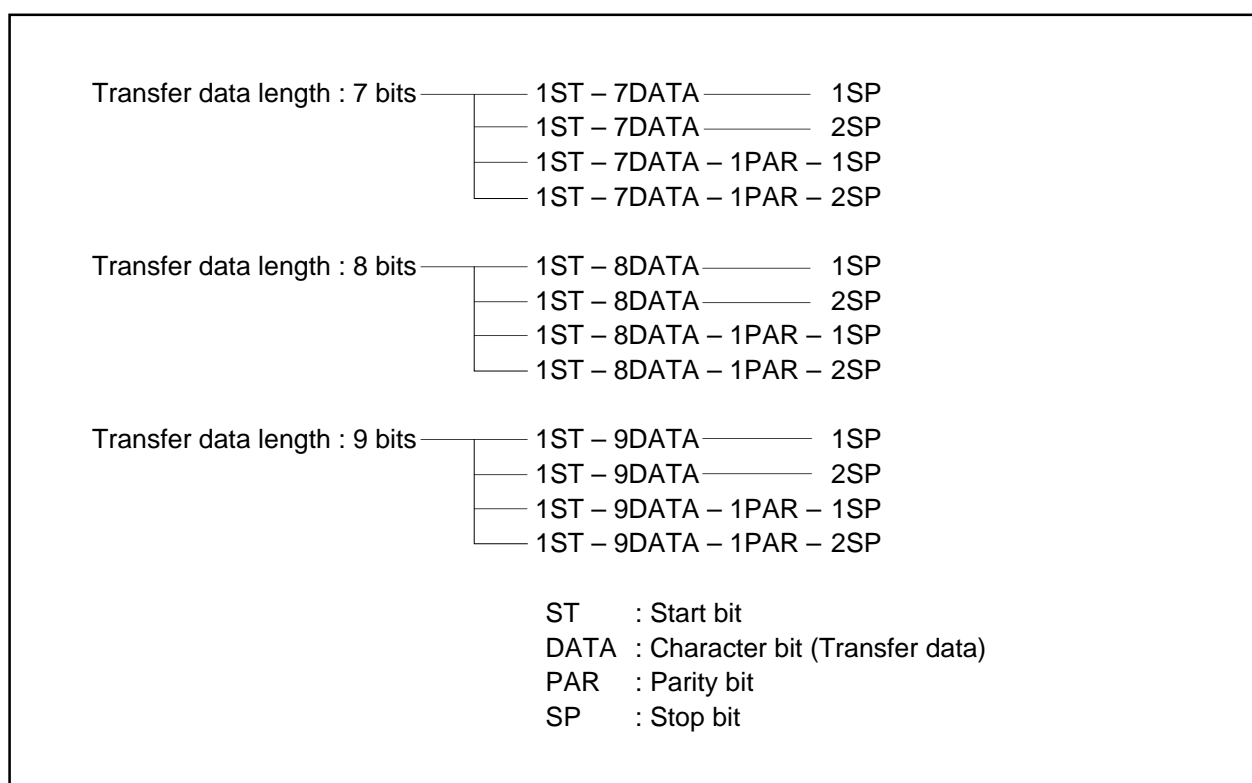 Transfer data length : 7 bits 1ST – 7DATA 1SP
1ST – 7DATA 2SP
1ST – 7DATA – 1PAR – 1SP
1ST – 7DATA – 1PAR – 2SP
Transfer data length : 8 bits 1ST – 8DATA 1SP
1ST – 8DATA 2SP
1ST – 8DATA – 1PAR – 1SP
1ST – 8DATA – 1PAR – 2SP
Transfer data length : 9 bits 1ST – 9DATA 1SP
1ST – 9DATA 2SP
1ST – 9DATA – 1PAR – 1SP
1ST – 9DATA – 1PAR – 2SP
ST : Start bit
DATA : Character bit (Transfer data)
PAR : Parity bit
SP : Stop bit